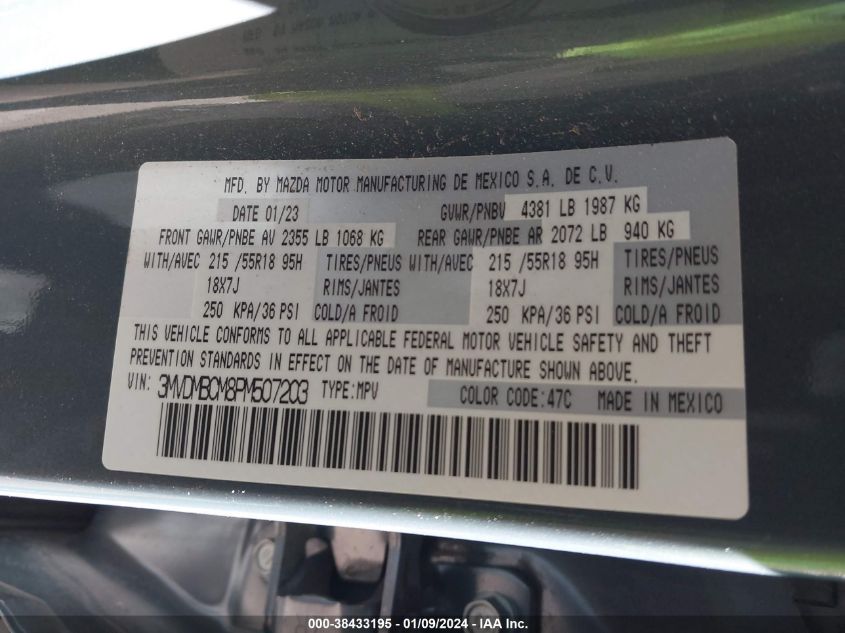 MFD. BY MAZDA MOTOR MANUFACTURING DE MEXICO S.A. DE C.V.
DATE 01/23 GVWR/PNBV 4381 LB 1987 KG
FRONT GAWR/PNBE AV 2355 LB 1068 KG REAR GAWR/PNBE AR 2072 LB 940 KG
WITH/AVEC 215 /55R18 95H TIRES/PNEUS WITH/AVEC 215 /55R18 95H TIRES/PNEUS
18X7J RIMS/JANTES 18X7J RIMS/JANTES
250 KPA/36 PSI COLD/A FROID 250 KPA/36 PSI COLD/A FROID
THIS VEHICLE CONFORMS TO ALL APPLICABLE FEDERAL MOTOR VEHICLE SAFETY AND THEFT
PREVENTION STANDARDS IN EFFECT ON THE DATE OF MANUFACTURE SHOWN ABOVE.
VIN: 3MVDMBCM8PM507203 TYPE:MPV COLOR CODE:47C MADE IN MEXICO
000-38433195 - 01/09/2024 - © IAA, Inc.